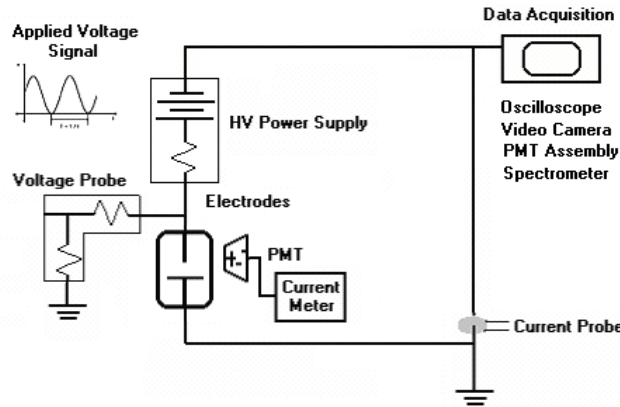 Applied Voltage
Signal
Data Acquisition
HV Power Supply
Oscilloscope
Video Camera
PMT Assembly
Spectrometer
Voltage Probe
Electrodes
PMT
Current
Meter
Current Probe